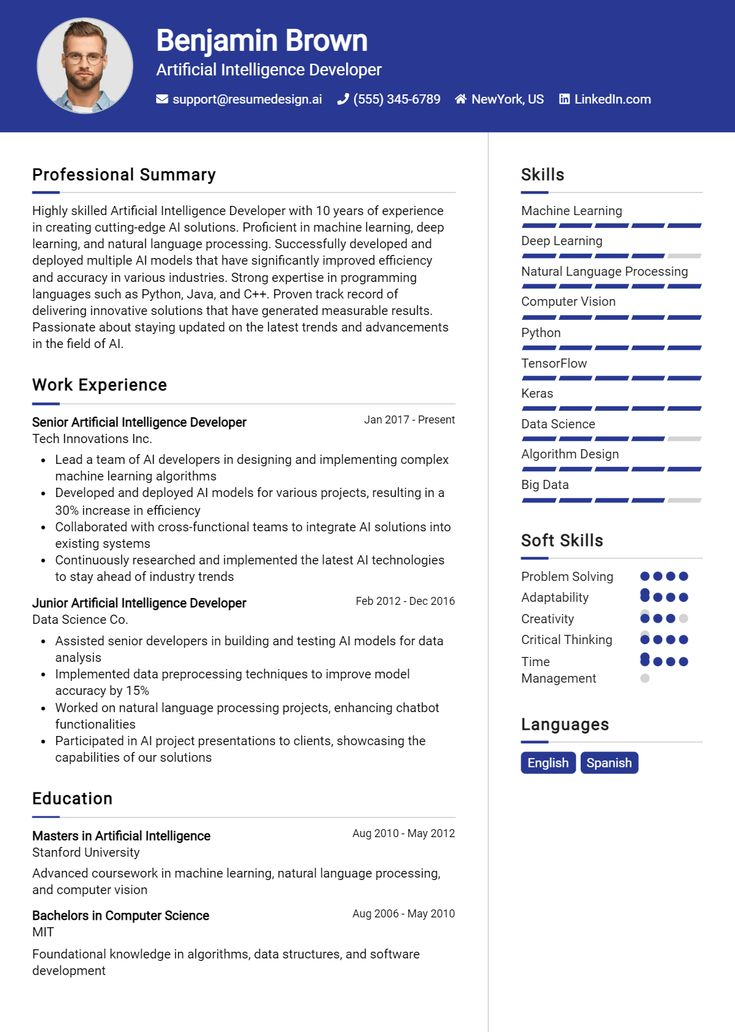 Benjamin Brown
Artificial Intelligence Developer
support@resumedesign.ai (555) 345-6789 NewYork, US LinkedIn.com
Professional Summary
Highly skilled Artificial Intelligence Developer with 10 years of experience
in creating cutting-edge AI solutions. Proficient in machine learning, deep
learning, and natural language processing. Successfully developed and
deployed multiple AI models that have significantly improved efficiency
and accuracy in various industries. Strong expertise in programming
languages such as Python, Java, and C++. Proven track record of
delivering innovative solutions that have generated measurable results.
Passionate about staying updated on the latest trends and advancements
in the field of AI.
Work Experience
Senior Artificial Intelligence Developer Jan 2017 - Present
Tech Innovations Inc.
• Lead a team of AI developers in designing and implementing complex
machine learning algorithms
• Developed and deployed AI models for various projects, resulting in a
30% increase in efficiency
• Collaborated with cross-functional teams to integrate AI solutions into
existing systems
• Continuously researched and implemented the latest AI technologies
to stay ahead of industry trends
Junior Artificial Intelligence Developer Feb 2012 - Dec 2016
Data Science Co.
• Assisted senior developers in building and testing AI models for data
analysis
• Implemented data preprocessing techniques to improve model
accuracy by 15%
• Worked on natural language processing projects, enhancing chatbot
functionalities
• Participated in AI project presentations to clients, showcasing the
capabilities of our solutions
Education
Masters in Artificial Intelligence Aug 2010 - May 2012
Stanford University
Advanced coursework in machine learning, natural language processing,
and computer vision
Bachelors in Computer Science Aug 2006 - May 2010
MIT
Foundational knowledge in algorithms, data structures, and software
development
Skills
Machine Learning
Deep Learning
Natural Language Processing
Computer Vision
Python
TensorFlow
Keras
Data Science
Algorithm Design
Big Data
Soft Skills
Problem Solving
Adaptability
Creativity
Critical Thinking
Time
Management
Languages
English Spanish